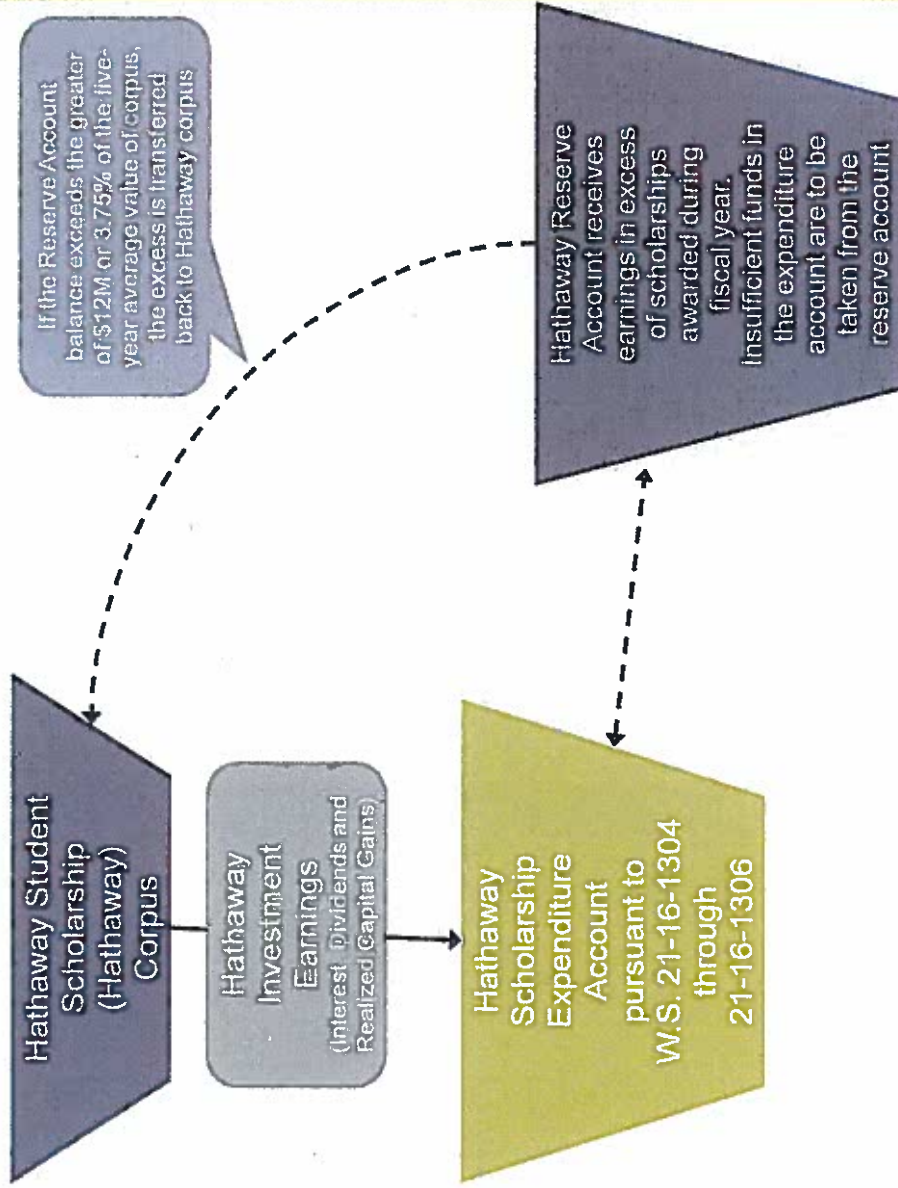 Hathaway Student
Scholarship
(Hathaway)
Corpus
If the Reserve Account
balance exceeds the greater
of $12M or 3.75% of the five-
year average value of corpus,
the excess is transferred
back to Hathaway corpus
Hathaway
Investment
Earnings
(Interest Dividends and
Realized Capital Gains)
Hathaway
Scholarship
Expenditure
Account
pursuant to
W.S. 21-16-1304
through
21-16-1306
Hathaway Reserve
Account receives
earnings in excess
of scholarships
awarded during
fiscal year.
Insufficient funds in
the expenditure
account are to be
taken from the
reserve account